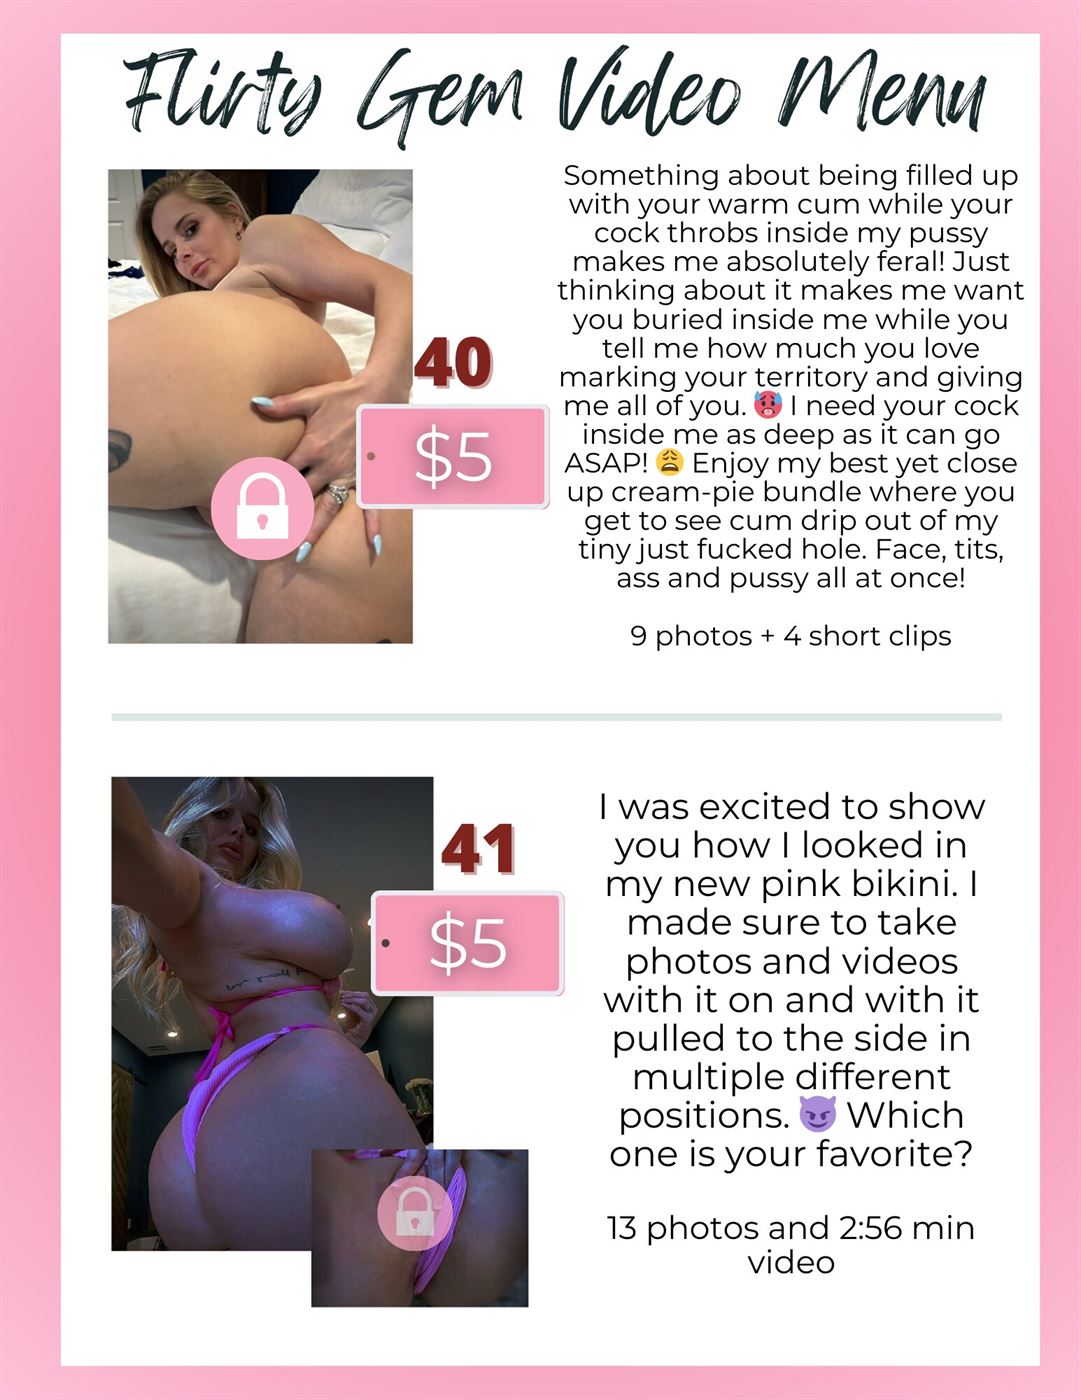 Flirty Gem Video Menu
Something about being filled up
with your warm cum while your
cock throbs inside my pussy
makes me absolutely feral! Just
thinking about it makes me want
you buried inside me while you
tell me how much you love
marking your territory and giving
me all of you. 🥵 I need your cock
inside me as deep as it can go
ASAP! 😩 Enjoy my best yet close
up cream-pie bundle where you
get to see cum drip out of my
tiny just fucked hole. Face, tits,
ass and pussy all at once!
9 photos + 4 short clips
40
$5
41
$5
I was excited to show
you how I looked in
my new pink bikini. I
made sure to take
photos and videos
with it on and with it
pulled to the side in
multiple different
positions. 😈 Which
one is your favorite?
13 photos and 2:56 min
video